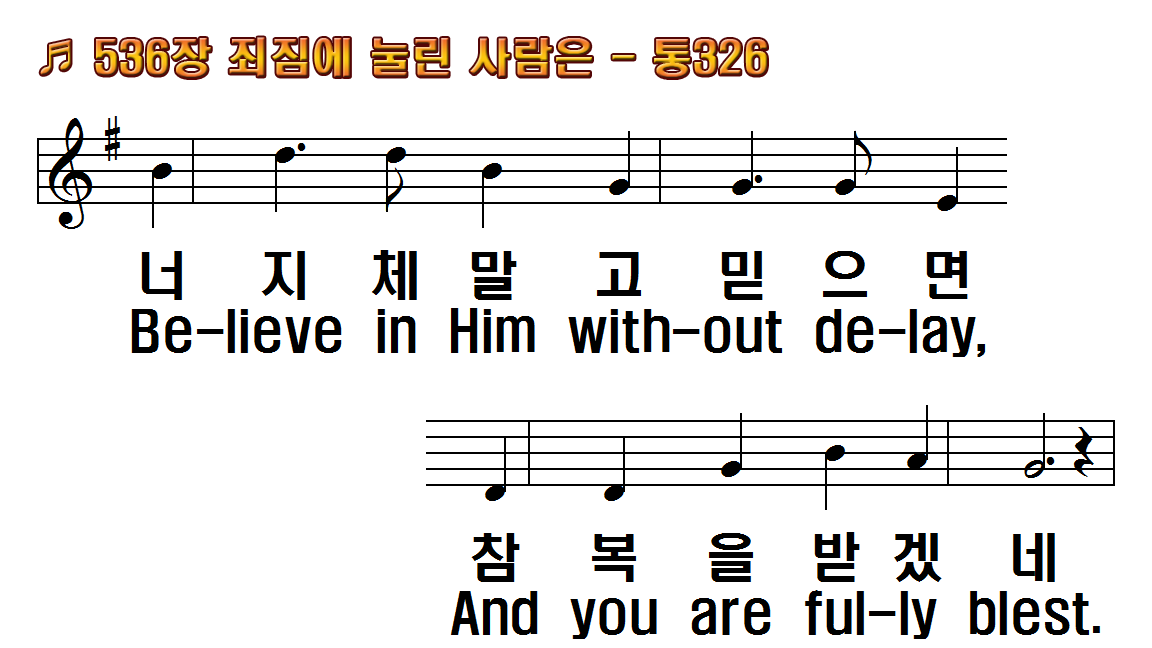 ♬ 536장 죄짐에 눌린 사람은 - 통326
너 지 체 말 고 믿 으 면
Be-lieve in Him with-out de-lay,
참 복 을 받 겠 네
And you are ful-ly blest.